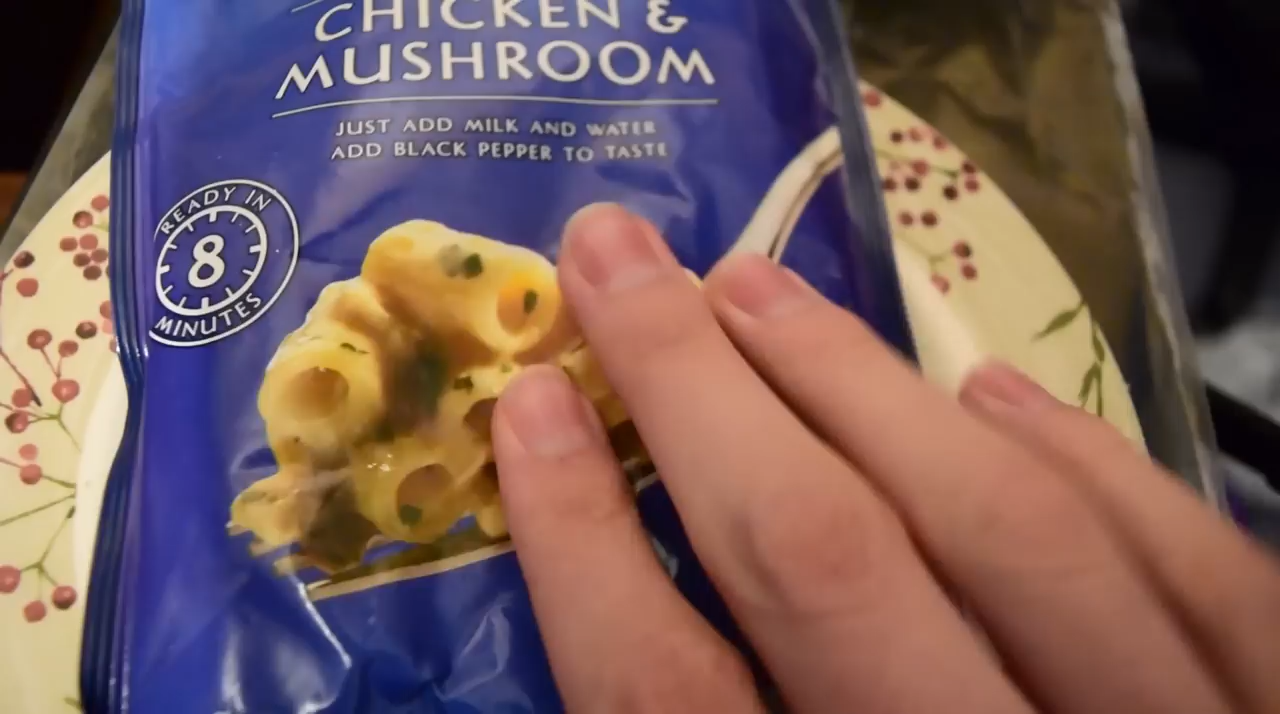 CHICKEN &
MUSHROOM
JUST ADD MILK AND WATER
ADD BLACK PEPPER TO TASTE
READY IN
8
MINUTES